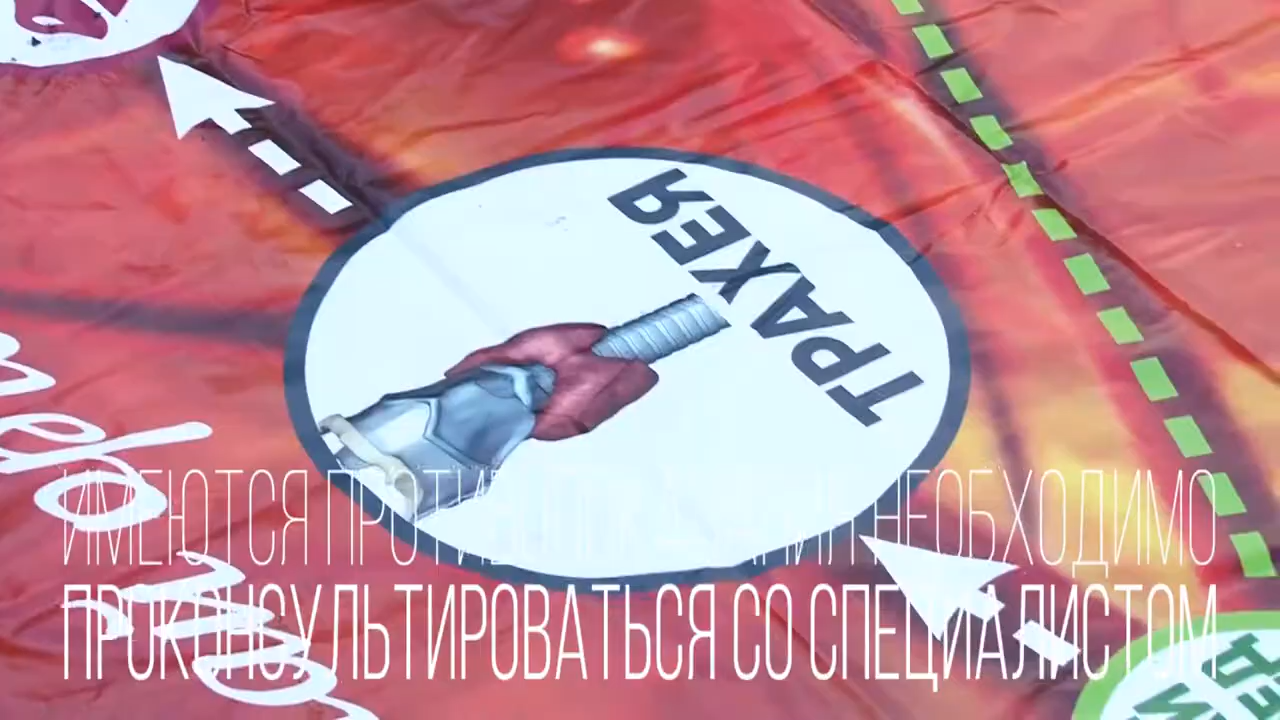 ТРАХЕЯ
ИМЕЮТСЯ ПРОТИВОПОКАЗАНИЯ НЕОБХОДИМО
ПРОКОНСУЛЬТИРОВАТЬСЯ СО СПЕЦИАЛИСТОМ